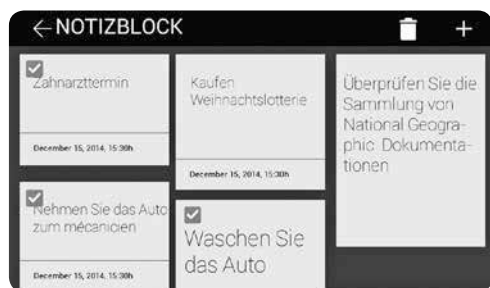 NOTIZBLOCK
Zahnarzttermin
December 15, 2014, 15:30h
Nehmen Sie das Auto
zum mécanicien
December 15, 2014, 15:30h
Kaufen
Weihnachtslotterie
December 15, 2014, 15:30h
Waschen Sie
das Auto
Überprüfen Sie die
Sammlung von
National Geogra-
phic Dokumenta-
tionen